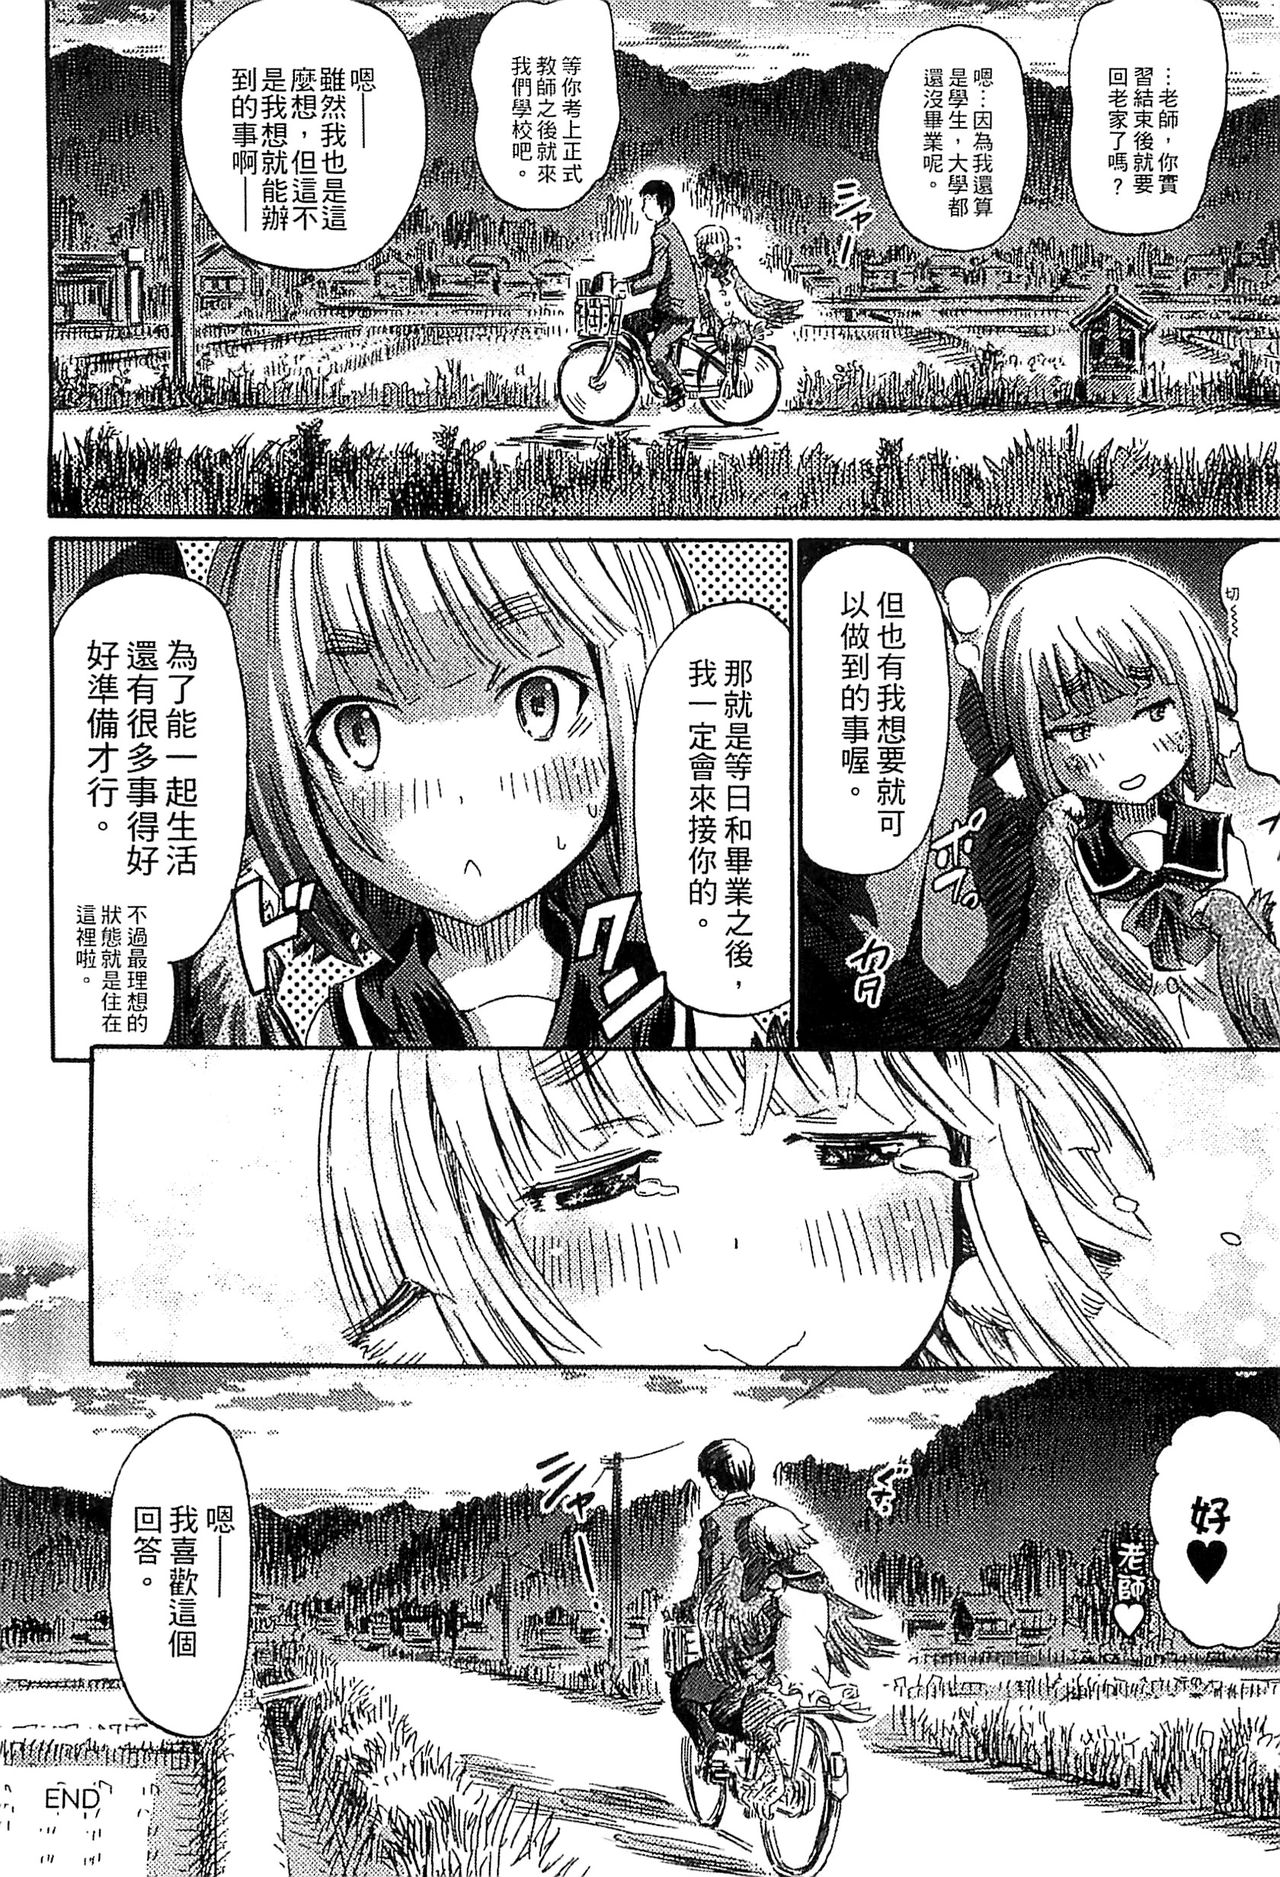 …老師，你實
習結束後就要
回老家了嗎？
嗯…因為我還算
是學生，大學都
還沒畢業呢。
シャー
等你考上正式
教師之後就來
我們學校吧。
嗯——
雖然我也是這
麼想，但這不
是我想就能辦
到的事啊——
切～
但也有我想要就可
以做到的事喔。
ポカ
カタ
那就是等日和畢業之後，
我一定會來接你的。
ドクン
為了能一起生活
還有很多事得好
好準備才行。
不過最理想的
狀態就是住在
這裡啦。
好♥
老師♥
シャー…
嗯——
我喜歡這個
回答。
END